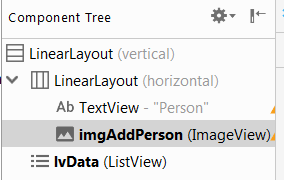 Component Tree
LinearLayout (vertical)
LinearLayout (horizontal)
Ab TextView - "Person"
imgAddPerson (ImageView)
lvData (ListView)